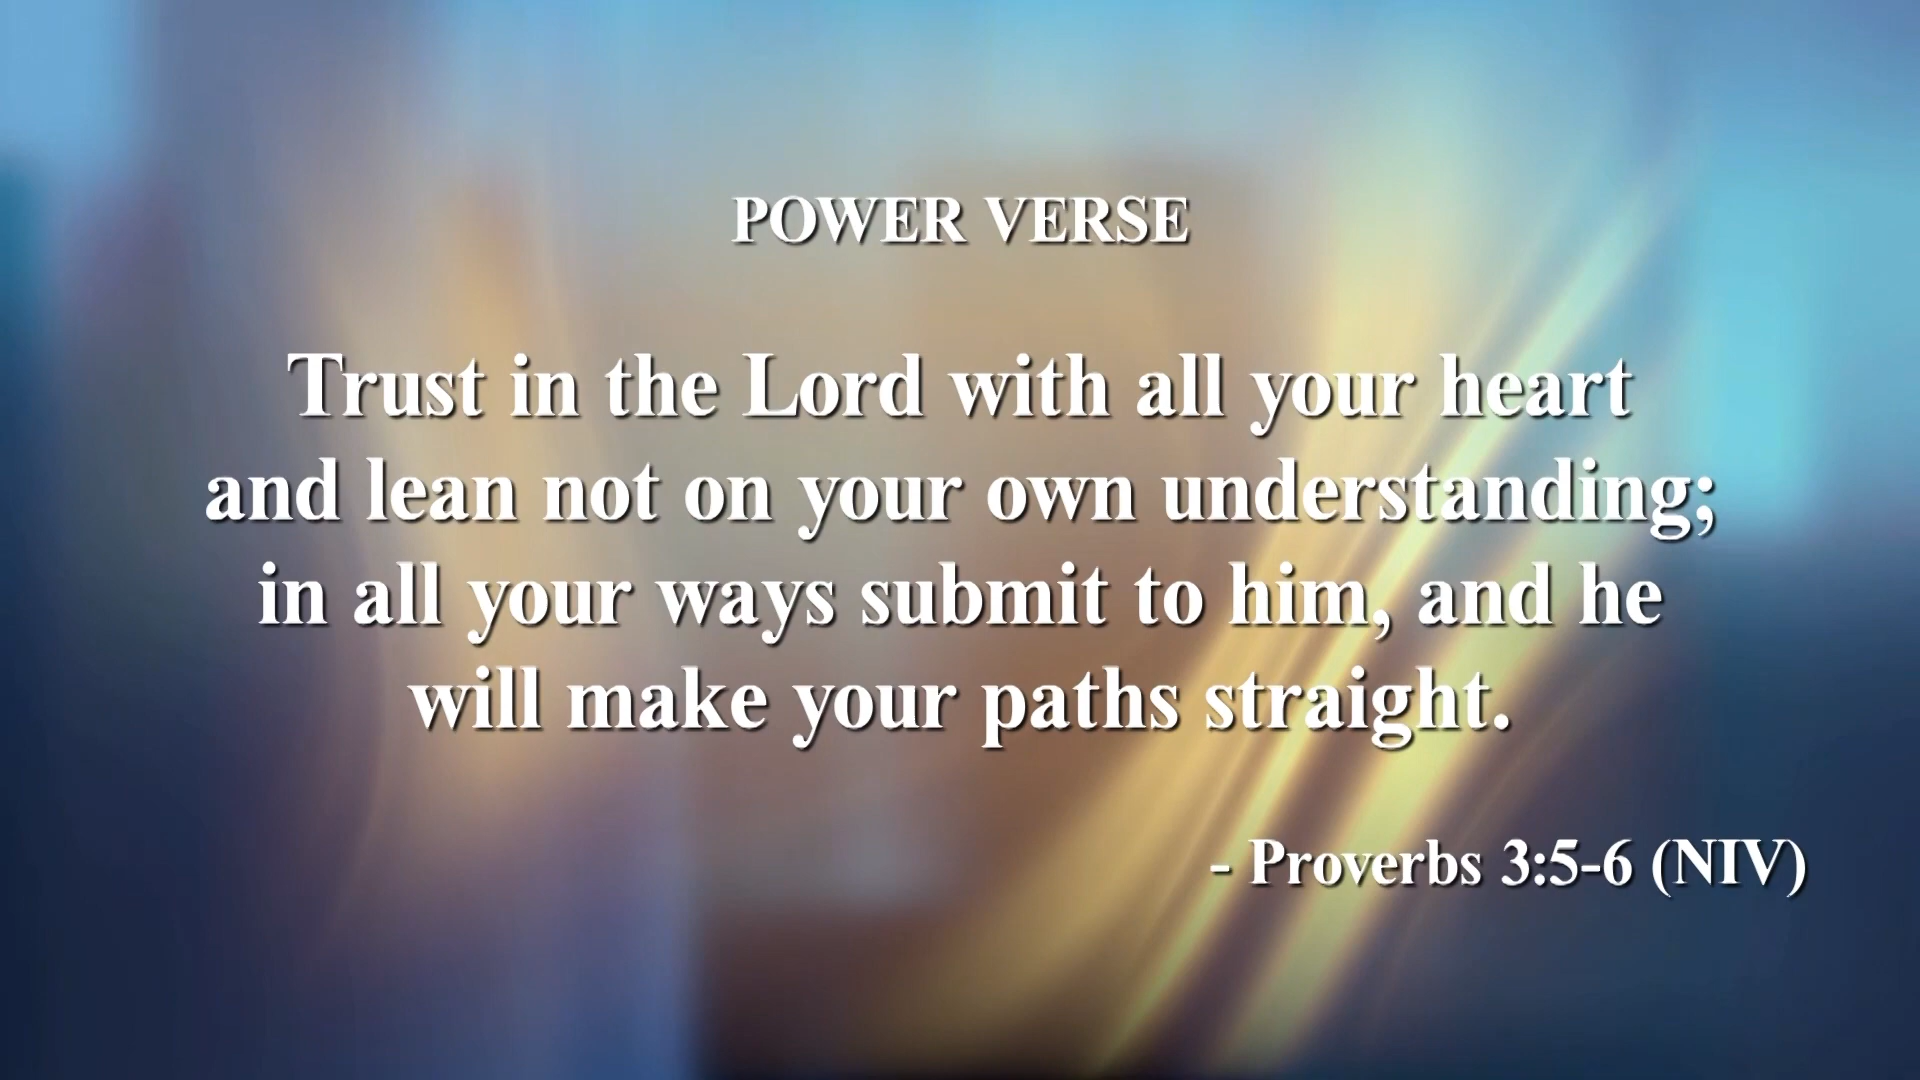 POWER VERSE
Trust in the Lord with all your heart
and lean not on your own understanding;
in all your ways submit to him, and he
will make your paths straight.
- Proverbs 3:5-6 (NIV)